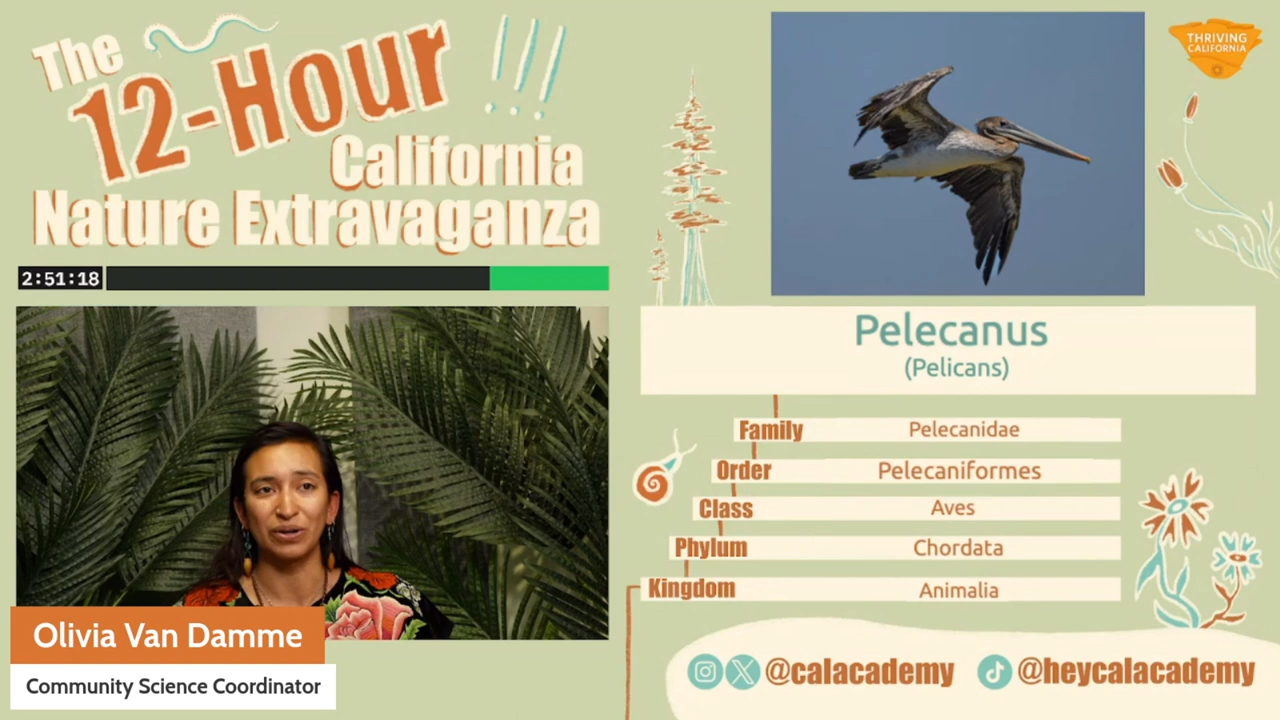 The
12-Hour !!!
California
Nature Extravaganza
2:51:18
THRIVING
CALIFORNIA
Pelecanus
(Pelicans)
Family Pelecanidae
Order Pelecaniformes
Class Aves
Phylum Chordata
Kingdom Animalia
Olivia Van Damme
Community Science Coordinator
@calacademy @heycalacademy